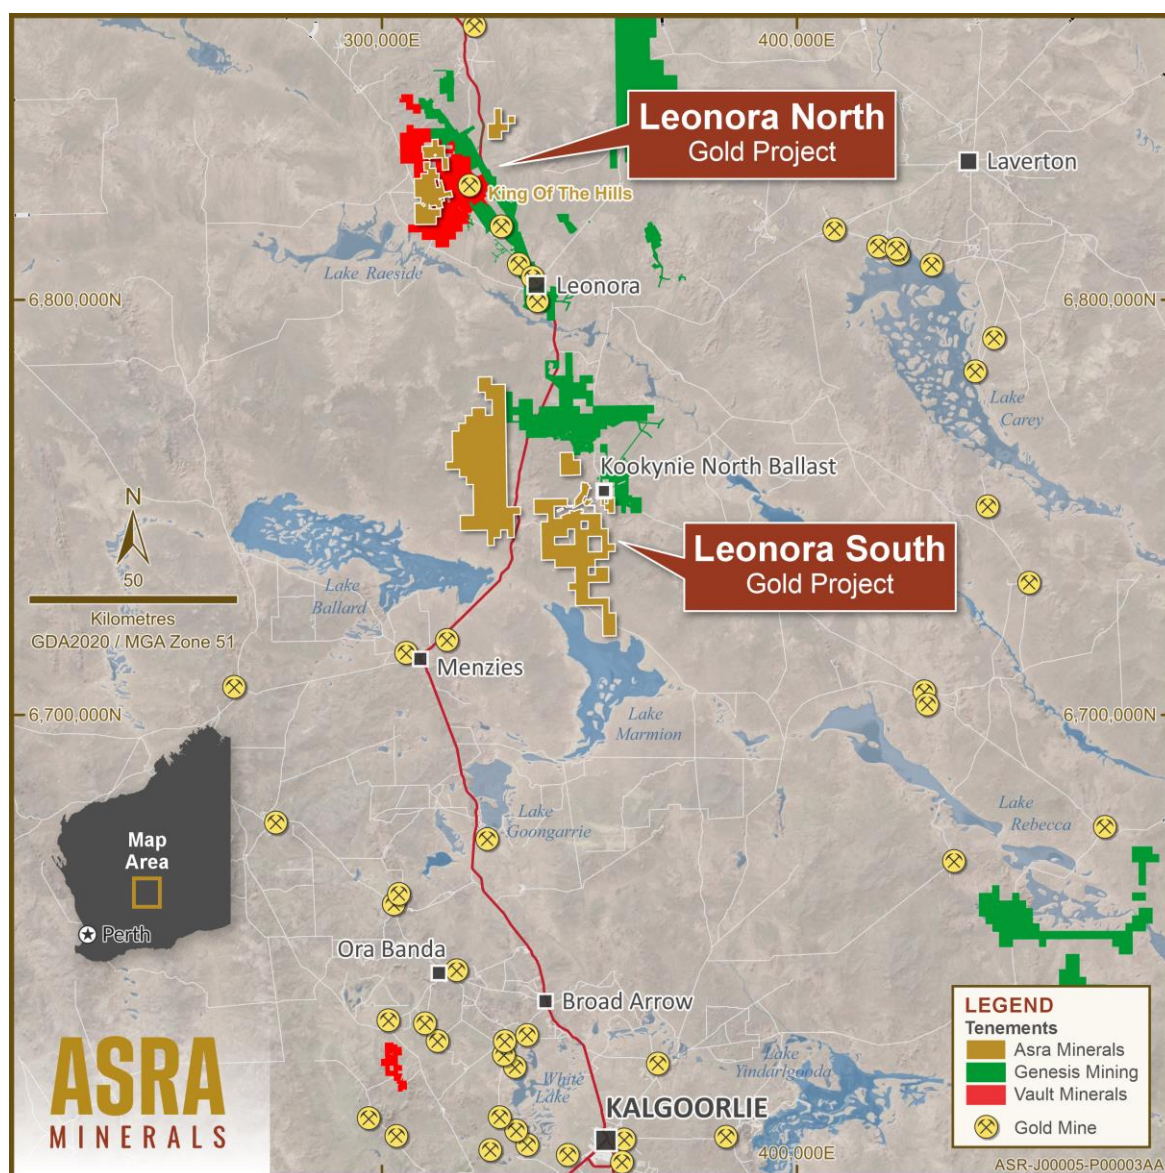 300,000E
400,000E
Leonora North
Gold Project
Laverton
King Of The Hills
Lake Raeside
Leonora
6,800,000N
6,800,000N
Lake
Carey
Kookynie North Ballast
N
50
Kilometres
GDA2020 / MGA Zone 51
Leonora South
Gold Project
Lake
Ballard
Menzies
6,700,000N
6,700,000N
Lake
Marmion
Lake
Goongarrie
Lake
Rebecca
Map
Area
Perth
Ora Banda
Broad Arrow
White
Lake
Lake
Yindarlgooda
KALGOORLIE
ASRA
MINERALS
LEGEND
Tenements
Asra Minerals
Genesis Mining
Vault Minerals
Gold Mine
400,000E
ASR-J00005-P00003AA